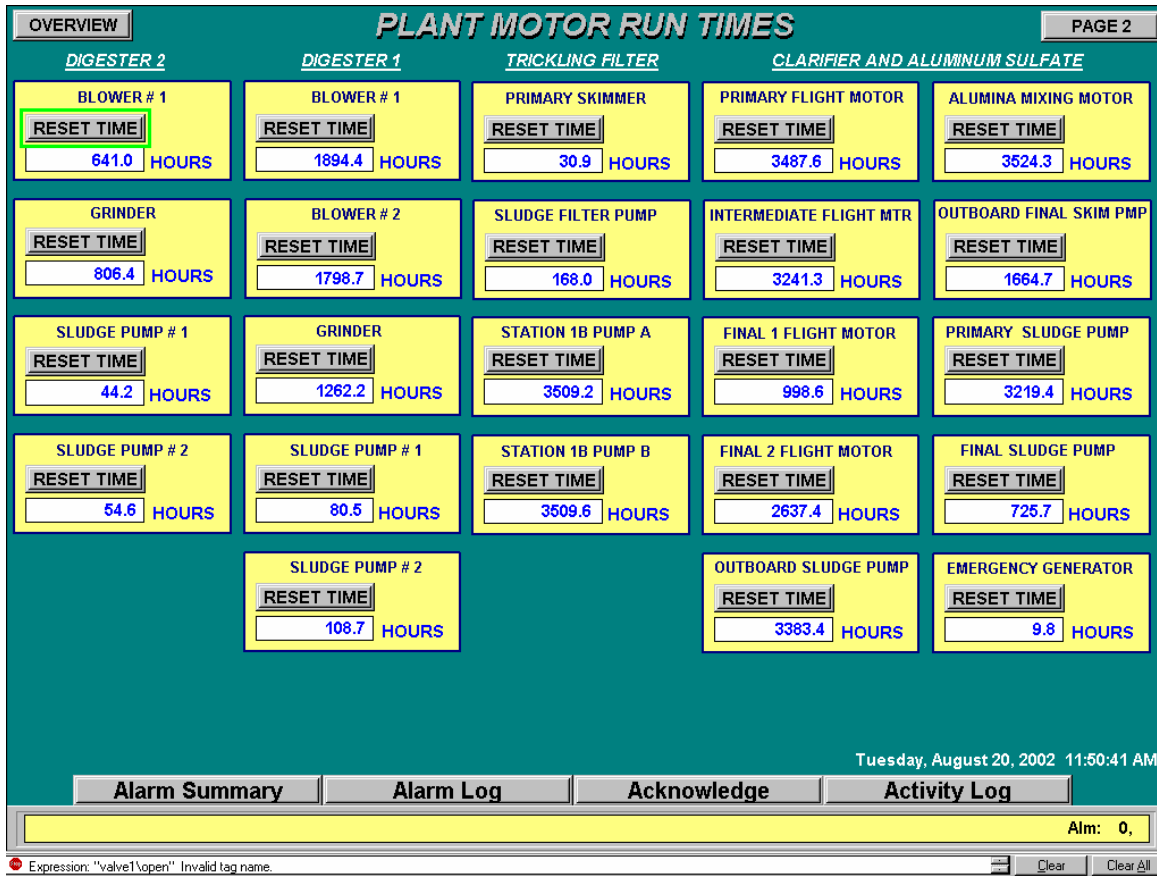 OVERVIEW
PLANT MOTOR RUN TIMES
PAGE 2
DIGESTER 2
DIGESTER 1
TRICKLING FILTER
CLARIFIER AND ALUMINUM SULFATE
BLOWER # 1
RESET TIME
641.0 HOURS
BLOWER # 1
RESET TIME
1894.4 HOURS
PRIMARY SKIMMER
RESET TIME
30.9 HOURS
PRIMARY FLIGHT MOTOR
RESET TIME
3487.6 HOURS
ALUMINA MIXING MOTOR
RESET TIME
3524.3 HOURS
GRINDER
RESET TIME
806.4 HOURS
BLOWER # 2
RESET TIME
1798.7 HOURS
SLUDGE FILTER PUMP
RESET TIME
168.0 HOURS
INTERMEDIATE FLIGHT MTR
RESET TIME
3241.3 HOURS
OUTBOARD FINAL SKIM PMP
RESET TIME
1664.7 HOURS
SLUDGE PUMP # 1
RESET TIME
44.2 HOURS
GRINDER
RESET TIME
1262.2 HOURS
STATION 1B PUMP A
RESET TIME
3509.2 HOURS
FINAL 1 FLIGHT MOTOR
RESET TIME
998.6 HOURS
PRIMARY SLUDGE PUMP
RESET TIME
3219.4 HOURS
SLUDGE PUMP # 2
RESET TIME
54.6 HOURS
SLUDGE PUMP # 1
RESET TIME
80.5 HOURS
STATION 1B PUMP B
RESET TIME
3509.6 HOURS
FINAL 2 FLIGHT MOTOR
RESET TIME
2637.4 HOURS
FINAL SLUDGE PUMP
RESET TIME
725.7 HOURS
SLUDGE PUMP # 2
RESET TIME
108.7 HOURS
OUTBOARD SLUDGE PUMP
RESET TIME
3383.4 HOURS
EMERGENCY GENERATOR
RESET TIME
9.8 HOURS
Tuesday, August 20, 2002 11:50:41 AM
Alarm Summary
Alarm Log
Acknowledge
Activity Log
Alm: 0,
Expression: "valve1\open" Invalid tag name.
Clear
Clear All